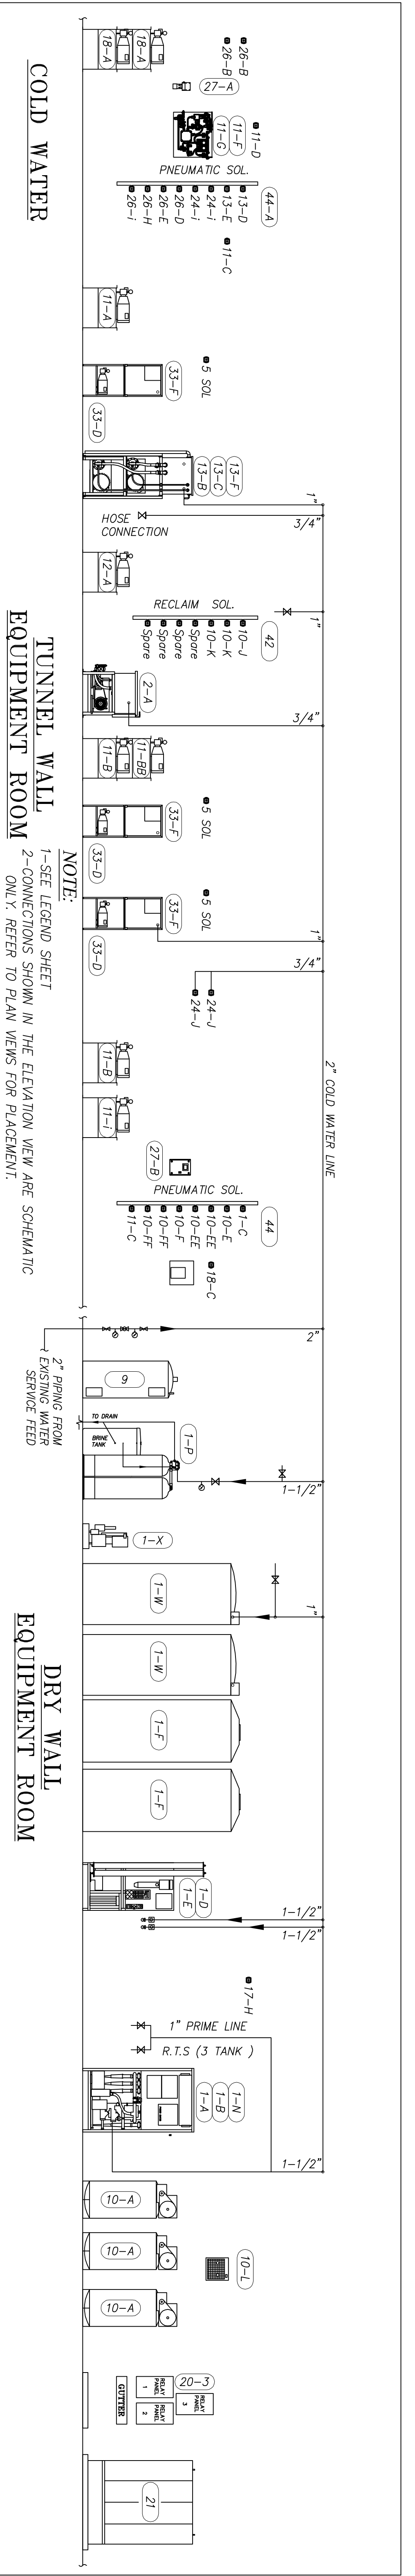 COLD WATER
18-A
18-A
26-B
26-B
27-A
11-D
11-F
11-G
PNEUMATIC SOL.
44-A
13-D
13-E
24-i
24-i
26-D
26-E
26-H
26-i
11-C
11-A
5 SOL
33-F
33-D
13-F
13-C
13-B
1"
3/4"
HOSE
CONNECTION
12-A
RECLAIM SOL.
42
10-J
10-K
10-K
Spare
Spare
Spare
Spare
1"
2-A
3/4"
11-BB
11-B
5 SOL
33-F
33-D
5 SOL
33-F
33-D
1"
3/4"
24-J
24-J
11-B
11-i
2" COLD WATER LINE
27-B
PNEUMATIC SOL.
44
1-C
10-E
10-EE
10-EE
10-F
10-FF
10-FF
11-C
18-C
TUNNEL WALL
EQUIPMENT ROOM
NOTE:
1-SEE LEGEND SHEET
2-CONNECTIONS SHOWN IN THE ELEVATION VIEW ARE SCHEMATIC
ONLY. REFER TO PLAN VIEWS FOR PLACEMENT.
2"
2" PIPING FROM
EXISTING WATER
SERVICE FEED
9
TO DRAIN
BRINE
TANK
1-P
1-1/2"
1-X
1-W
1"
1-W
1-F
1-F
1-D
1-E
1-1/2"
1-1/2"
17-H
1" PRIME LINE
R.T.S (3 TANK )
1-N
1-B
1-A
1-1/2"
10-A
10-A
10-A
10-L
20-3
RELAY
PANEL
1
RELAY
PANEL
2
RELAY
PANEL
3
GUTTER
21
DRY WALL
EQUIPMENT ROOM